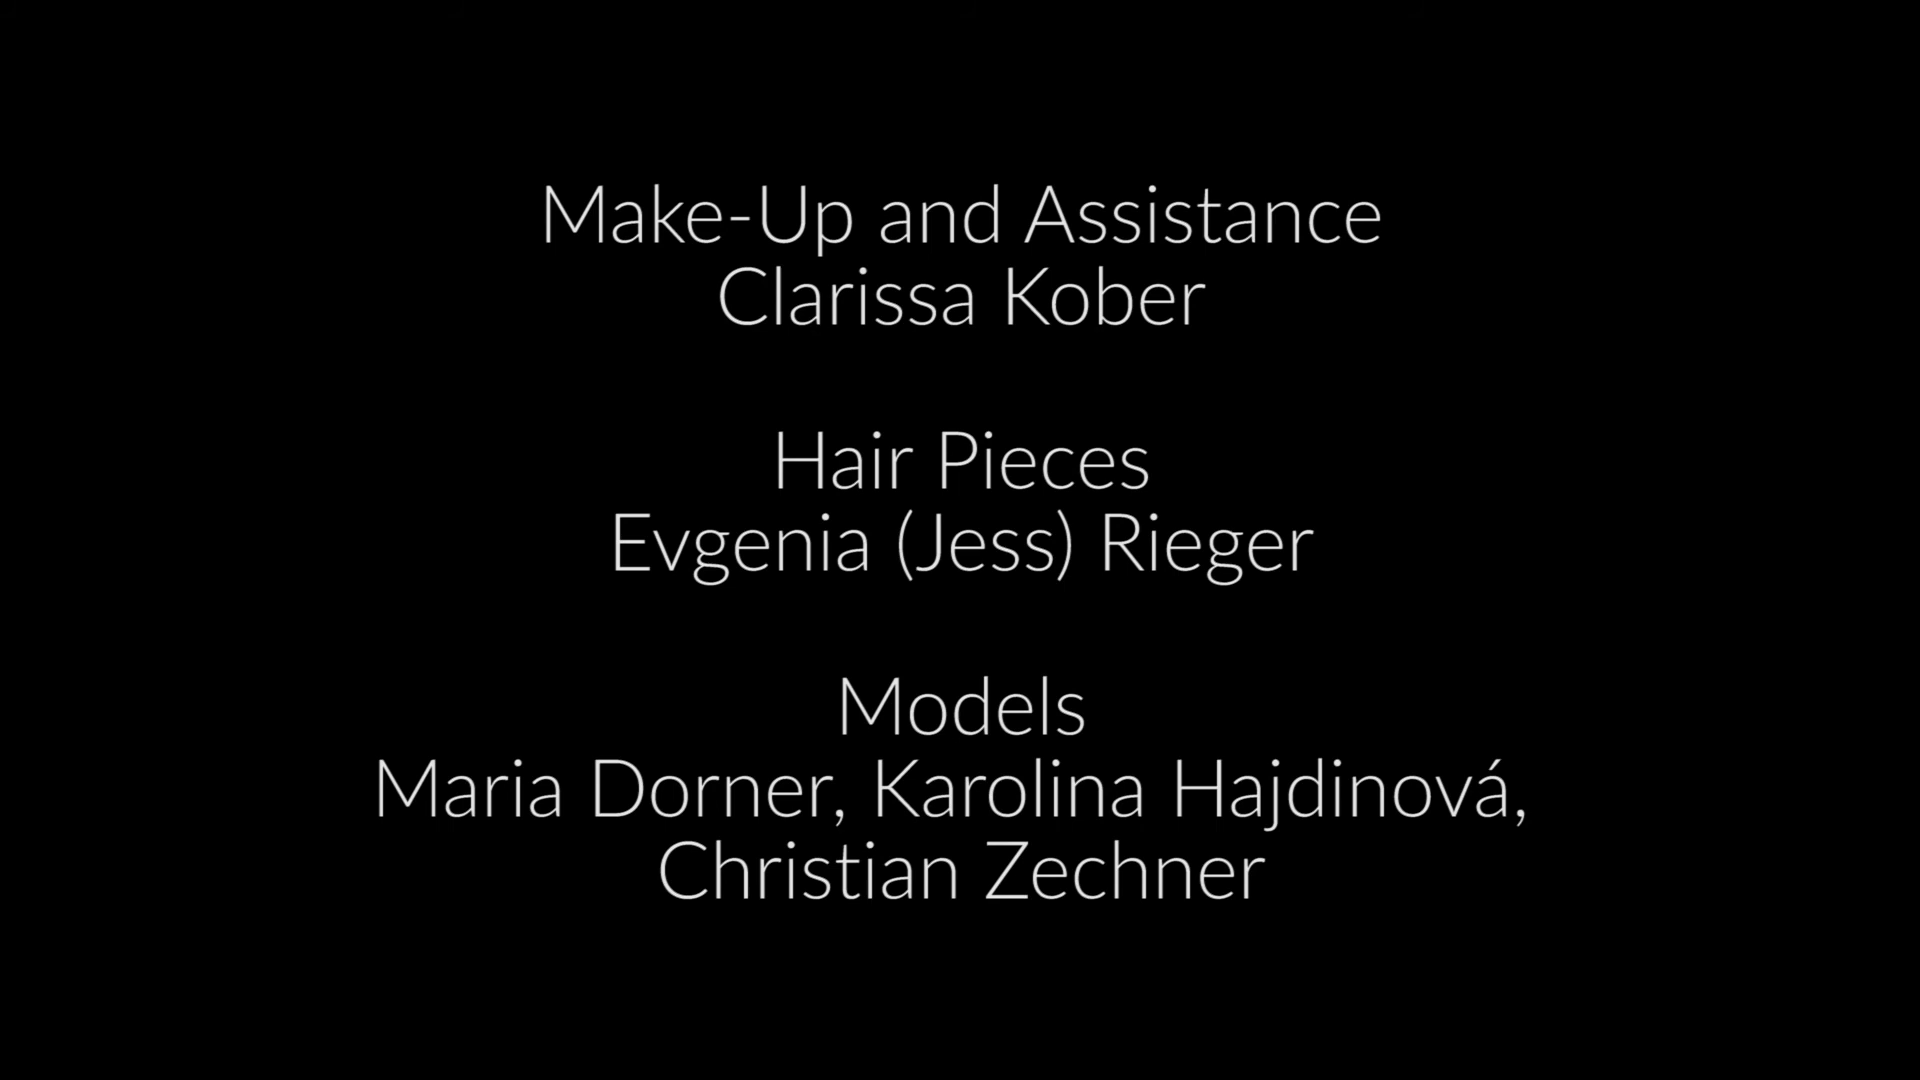 Make-Up and Assistance
Clarissa Kober
Hair Pieces
Evgenia (Jess) Rieger
Models
Maria Dorner, Karolina Hajdinová,
Christian Zechner